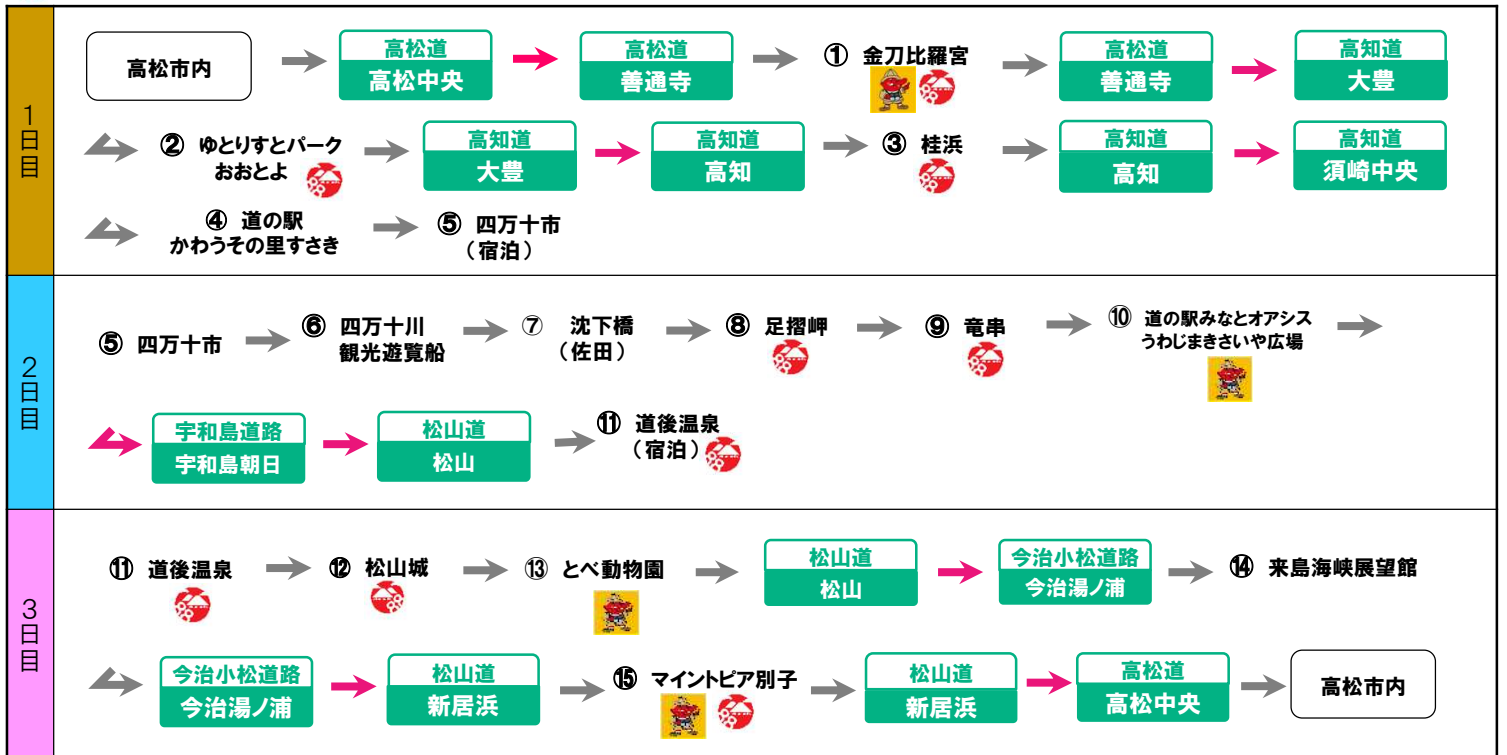 1日目
高松市内
高松道
高松中央
高松道
善通寺
① 金刀比羅宮
高松道
善通寺
高知道
大豊
② ゆとりすとパーク
おおとよ
高知道
大豊
高知道
高知
③ 桂浜
高知道
高知
高知道
須崎中央
④ 道の駅
かわうその里すさき
⑤ 四万十市
（宿泊）
2日目
⑤ 四万十市
⑥ 四万十川
観光遊覧船
⑦ 沈下橋
（佐田）
⑧ 足摺岬
⑨ 竜串
⑩ 道の駅みなとオアシス
うわじまきさいや広場
宇和島道路
宇和島朝日
松山道
松山
⑪ 道後温泉
（宿泊）
3日目
⑪ 道後温泉
⑫ 松山城
⑬ とべ動物園
松山道
松山
今治小松道路
今治湯ノ浦
⑭ 来島海峡展望館
今治小松道路
今治湯ノ浦
松山道
新居浜
⑮ マイントピア別子
松山道
新居浜
高松道
高松中央
高松市内